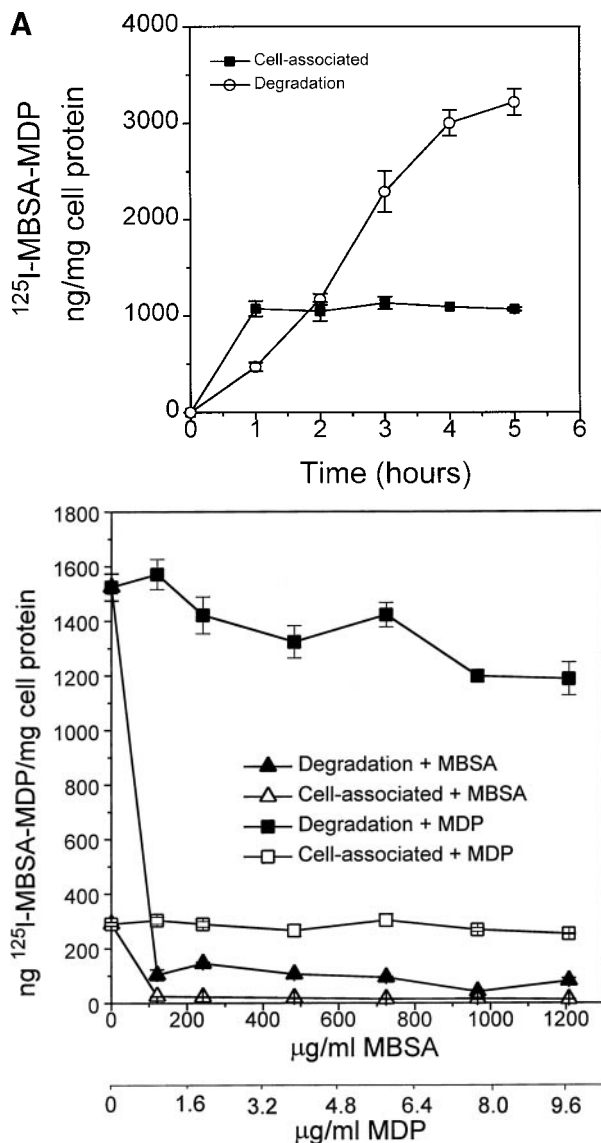 A
Cell-associated
Degradation
¹²⁵I-MBSA-MDP
ng/mg cell protein
4000
3000
2000
1000
0
0 1 2 3 4 5 6
Time (hours)
ng ¹²⁵I-MBSA-MDP/mg cell protein
1800
1600
1400
1200
1000
800
600
400
200
0
Degradation + MBSA
Cell-associated + MBSA
Degradation + MDP
Cell-associated + MDP
0 200 400 600 800 1000 1200
μg/ml MBSA
0 1.6 3.2 4.8 6.4 8.0 9.6
μg/ml MDP